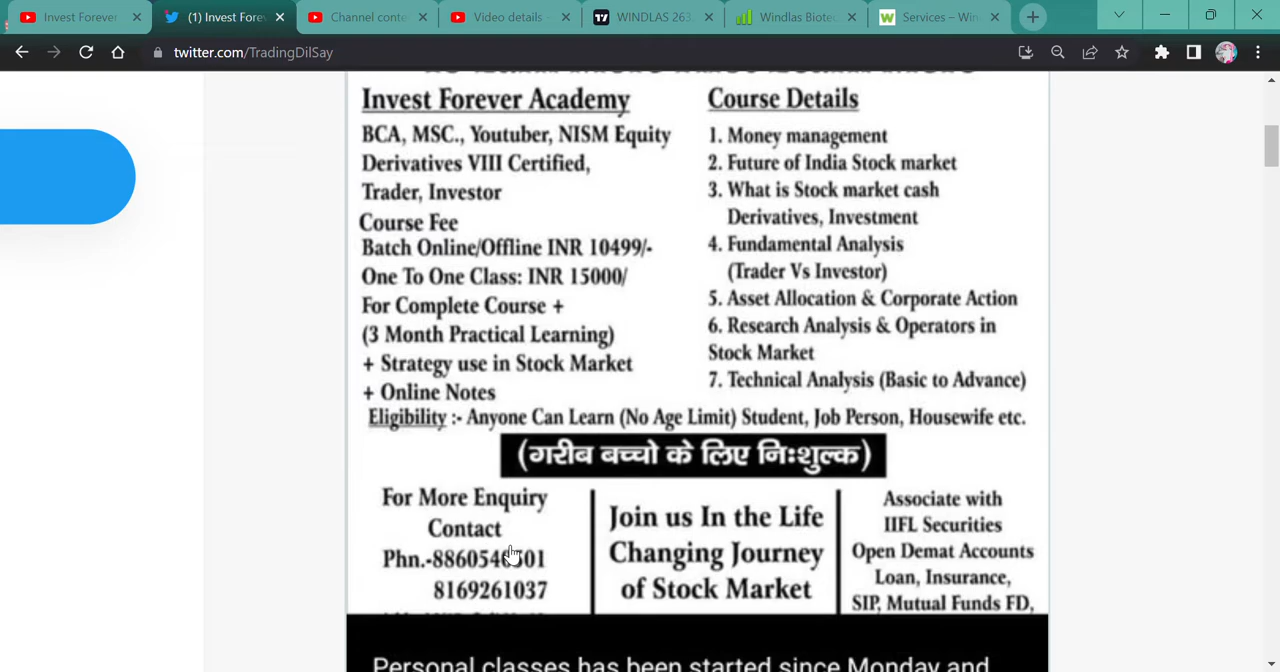 Invest Forever
(1) Invest Fore
Channel conte
Video details -
WINDLAS 263.
Windlas Biotec
Services – Win
twitter.com/TradingDilSay
Invest Forever Academy
BCA, MSC., Youtuber, NISM Equity
Derivatives VIII Certified,
Trader, Investor
Course Fee
Batch Online/Offline INR 10499/-
One To One Class: INR 15000/
For Complete Course +
(3 Month Practical Learning)
+ Strategy use in Stock Market
+ Online Notes
Course Details
1. Money management
2. Future of India Stock market
3. What is Stock market cash
Derivatives, Investment
4. Fundamental Analysis
(Trader Vs Investor)
5. Asset Allocation & Corporate Action
6. Research Analysis & Operators in
Stock Market
7. Technical Analysis (Basic to Advance)
Eligibility :- Anyone Can Learn (No Age Limit) Student, Job Person, Housewife etc.
(गरीब बच्चो के लिए निःशुल्क)
For More Enquiry
Contact
Phn.-
8169261037
Join us In the Life
Changing Journey
of Stock Market
Associate with
IIFL Securities
Open Demat Accounts
Loan, Insurance,
SIP, Mutual Funds FD,
Personal classes has been started since Monday and